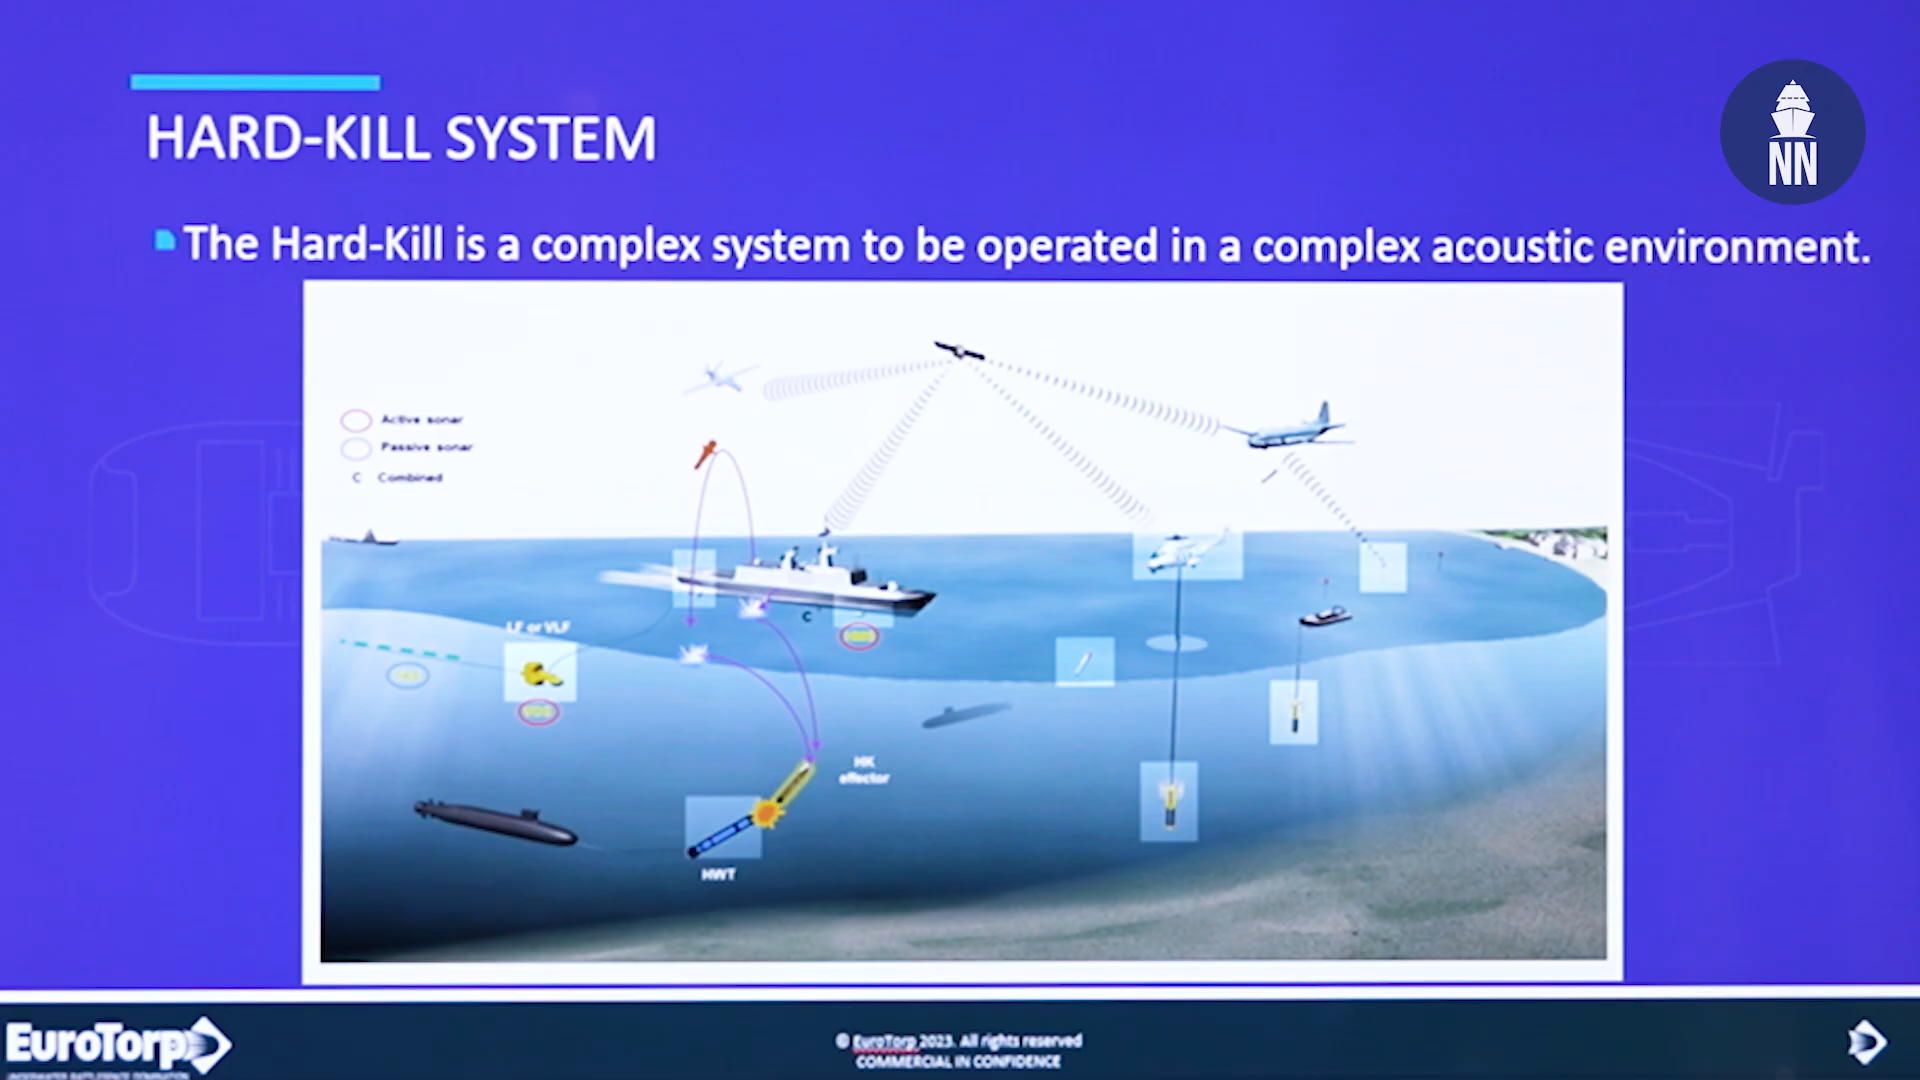 NN
HARD-KILL SYSTEM
The Hard-Kill is a complex system to be operated in a complex acoustic environment.
Active sonar
Passive sonar
C Combined
LF or VLF
C
HK
effector
HWT
EuroTorp
© EuroTorp 2023. All rights reserved
COMMERCIAL IN CONFIDENCE